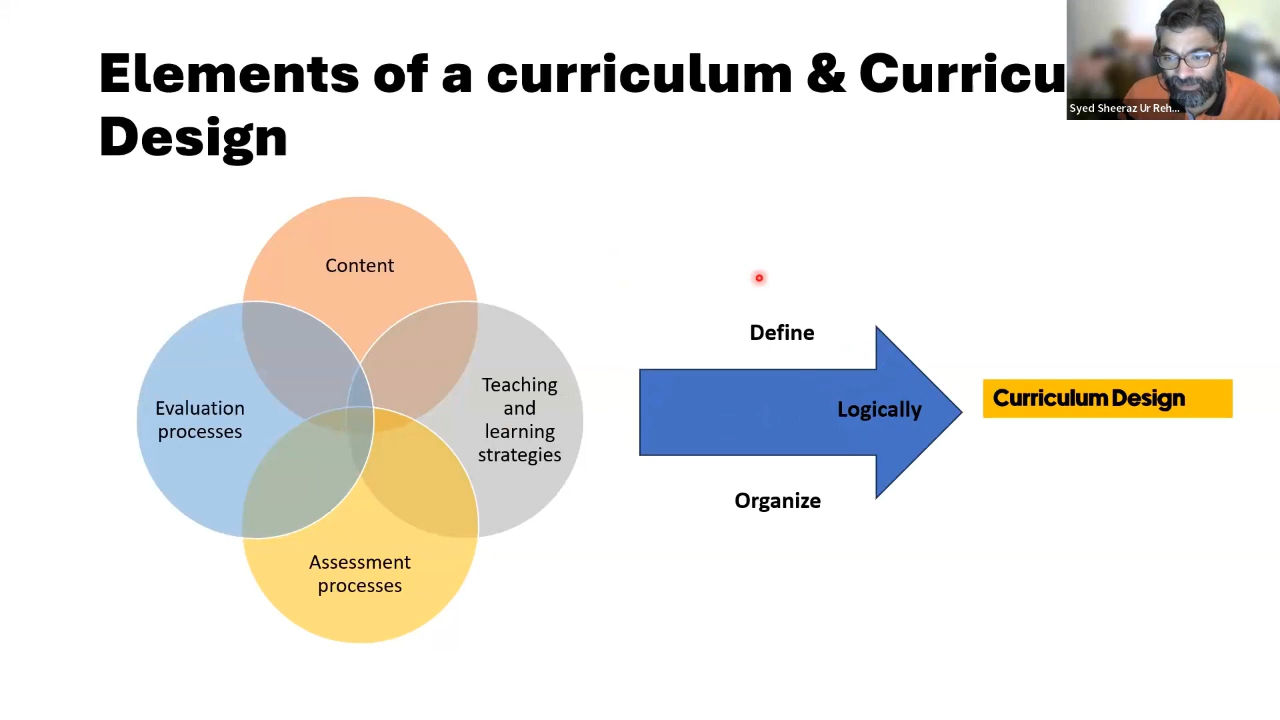 Elements of a curriculum & Curricu
Design
Syed Sheeraz Ur Reh...
Content
Evaluation
processes
Teaching
and
learning
strategies
Assessment
processes
Define
Logically
Organize
Curriculum Design